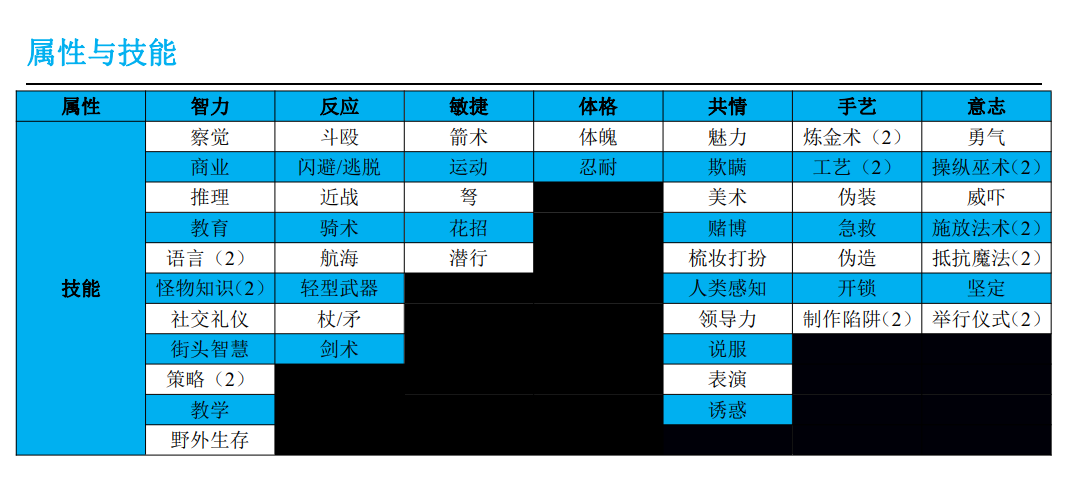 属性与技能
属性 智力 反应 敏捷 体格 共情 手艺 意志
察觉 斗殴 箭术 体魄 魅力 炼金术（2） 勇气
商业 闪避/逃脱 运动 忍耐 欺瞒 工艺（2） 操纵巫术(2)
推理 近战 弩 美术 伪装 威吓
教育 骑术 花招 赌博 急救 施放法术(2)
语言（2） 航海 潜行 梳妆打扮 伪造 抵抗魔法(2)
技能 怪物知识(2) 轻型武器 人类感知 开锁 坚定
社交礼仪 杖/矛 领导力 制作陷阱(2) 举行仪式(2)
街头智慧 剑术 说服
策略（2） 表演
教学 诱惑
野外生存